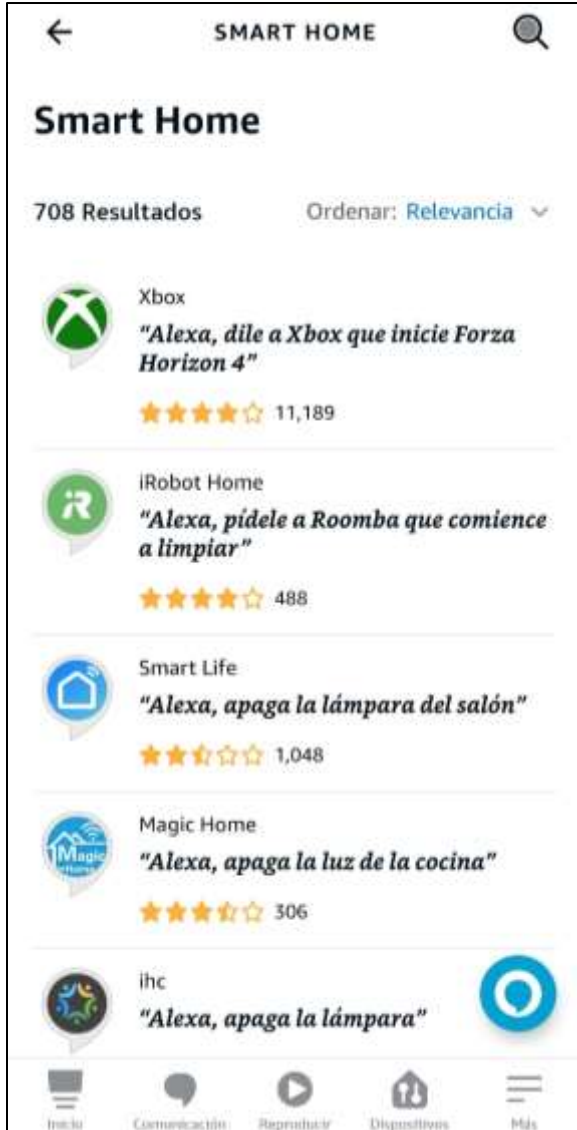 SMART HOME
Smart Home
708 Resultados
Ordenar: Relevancia
Xbox
“Alexa, dile a Xbox que inicie Forza
Horizon 4”
11,189
iRobot Home
iR
“Alexa, pídele a Roomba que comience
a limpiar”
488
Smart Life
“Alexa, apaga la lámpara del salón”
1,048
Magic Home
Magic
Home
“Alexa, apaga la luz de la cocina”
306
ihc
“Alexa, apaga la lámpara”
Inicio
Comunicación
Reproducir
Dispositivos
Más